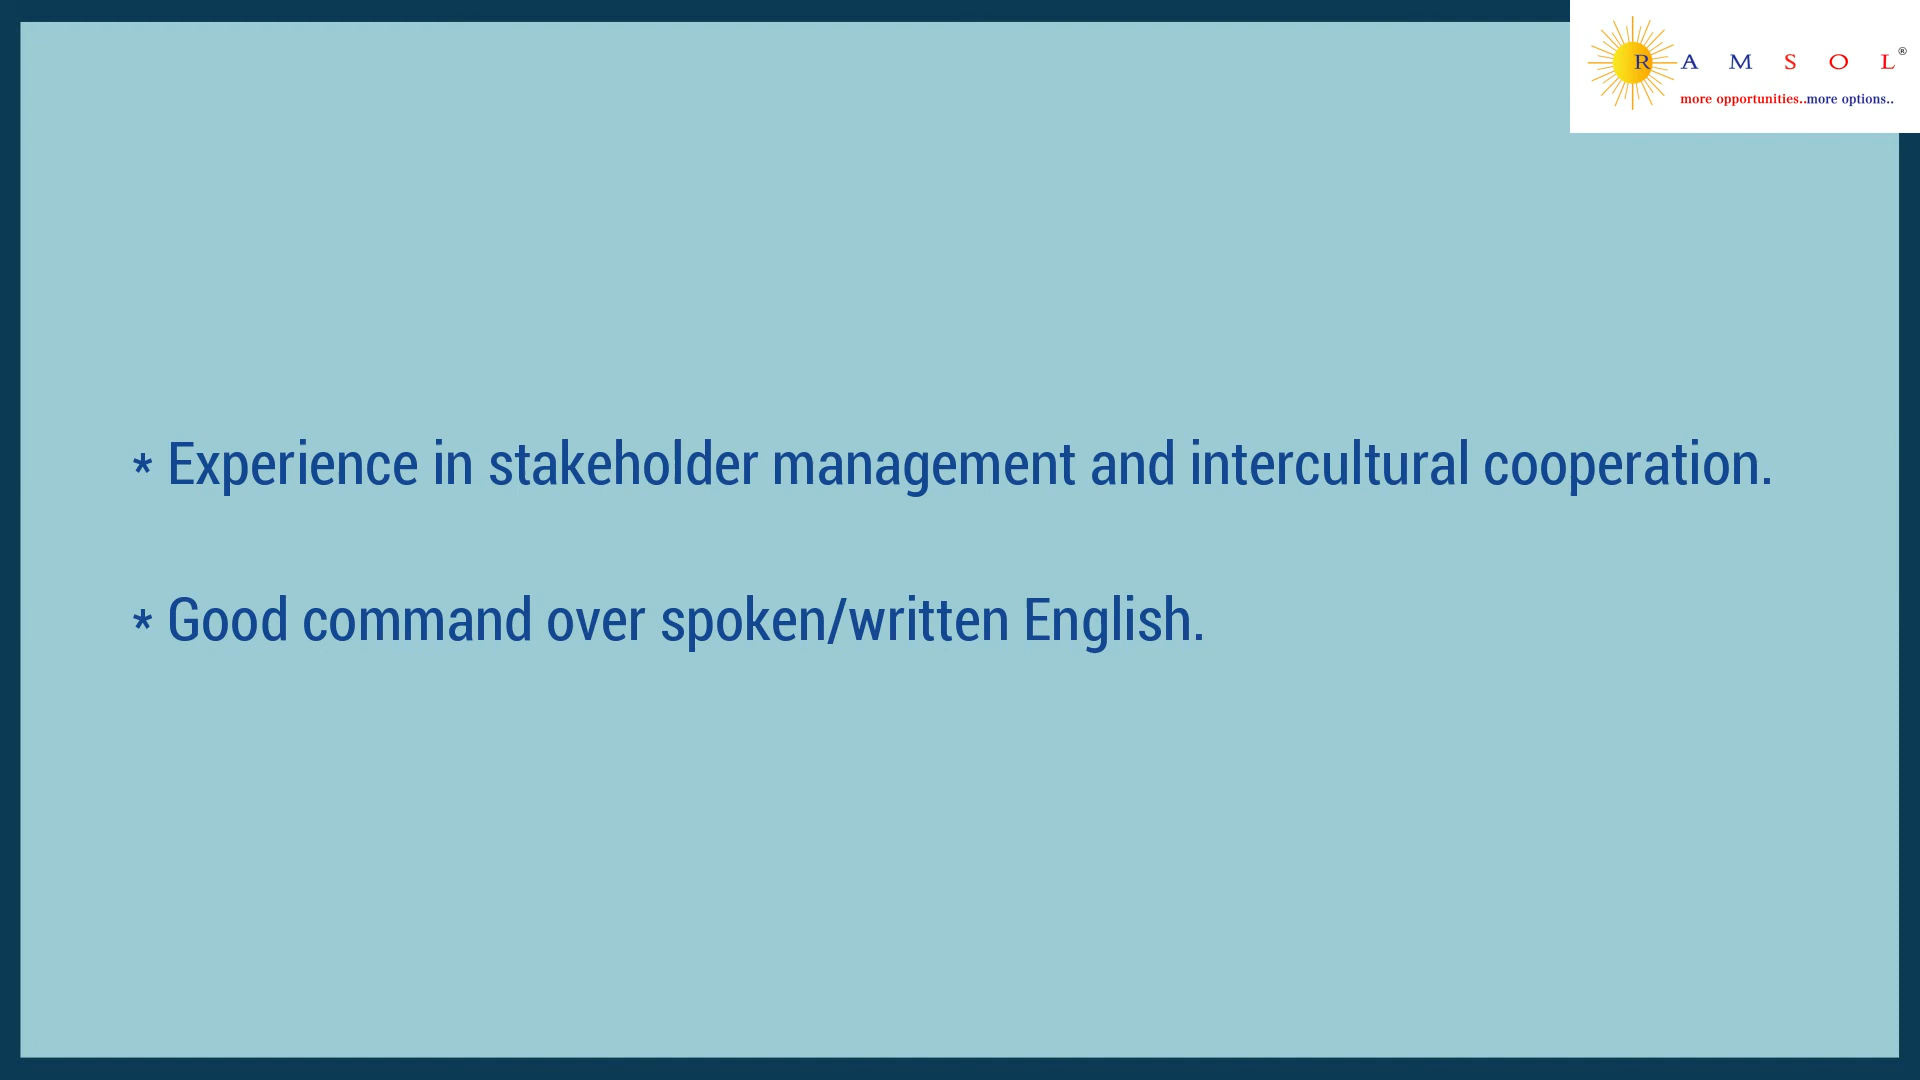 R A M S O L ®
more opportunities..more options..
* Experience in stakeholder management and intercultural cooperation.
* Good command over spoken/written English.